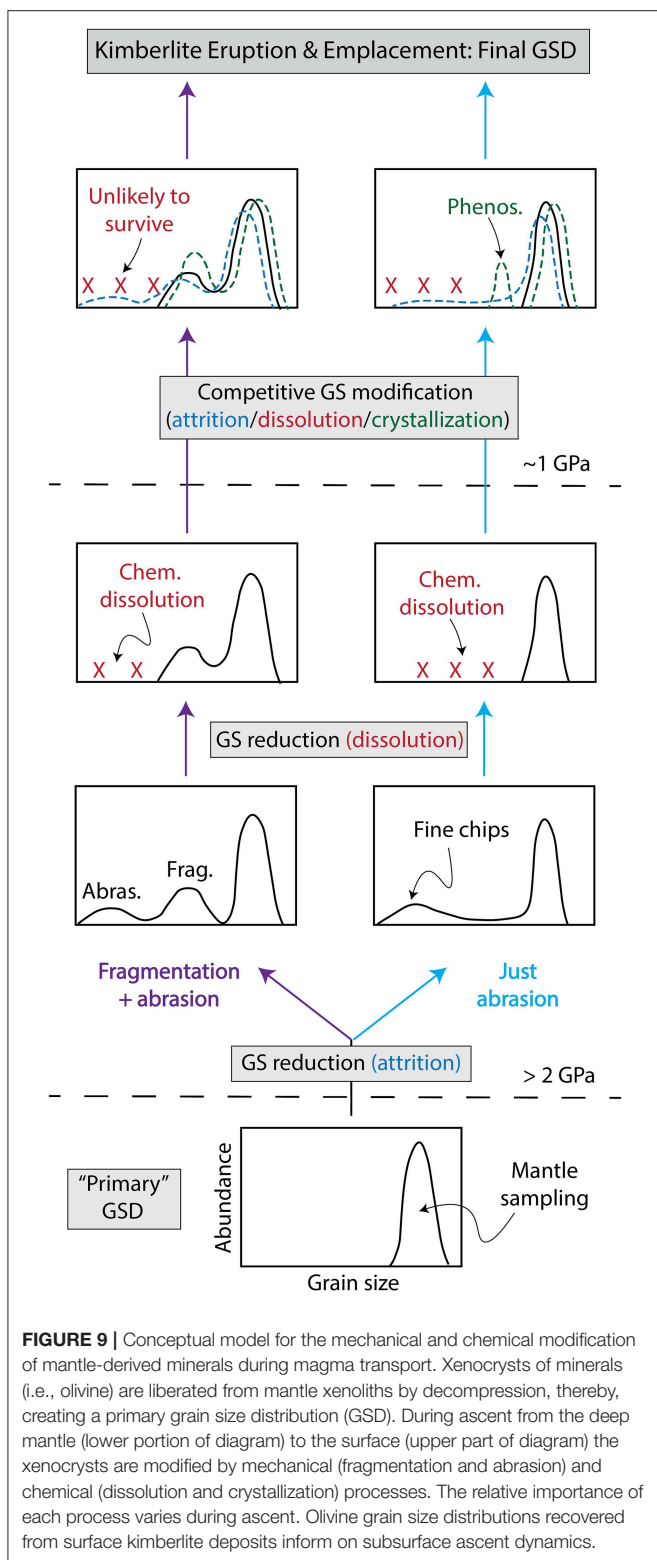 Kimberlite Eruption & Emplacement: Final GSD
Unlikely to
survive
X X X
Phenos.
X X X
Competitive GS modification
(attrition/dissolution/crystallization)
~1 GPa
Chem.
dissolution
X X
Chem.
dissolution
X X X
GS reduction (dissolution)
Abras.
Frag.
Fine chips
Fragmentation
+ abrasion
Just
abrasion
GS reduction (attrition)
> 2 GPa
"Primary"
GSD
Abundance
Mantle
sampling
Grain size
FIGURE 9 | Conceptual model for the mechanical and chemical modification
of mantle-derived minerals during magma transport. Xenocrysts of minerals
(i.e., olivine) are liberated from mantle xenoliths by decompression, thereby,
creating a primary grain size distribution (GSD). During ascent from the deep
mantle (lower portion of diagram) to the surface (upper part of diagram) the
xenocrysts are modified by mechanical (fragmentation and abrasion) and
chemical (dissolution and crystallization) processes. The relative importance of
each process varies during ascent. Olivine grain size distributions recovered
from surface kimberlite deposits inform on subsurface ascent dynamics.